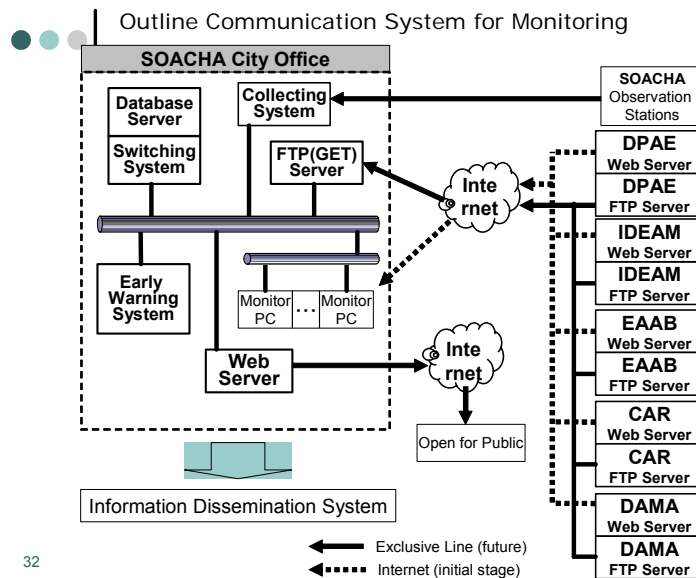 Outline Communication System for Monitoring
SOACHA City Office
Database
Server
Switching
System
Collecting
System
FTP(GET)
Server
Early
Warning
System
Monitor
PC
...
Monitor
PC
Web
Server
Inte
rnet
Inte
rnet
Open for Public
SOACHA
Observation
Stations
DPAE
Web Server
DPAE
FTP Server
IDEAM
Web Server
IDEAM
FTP Server
EAAB
Web Server
EAAB
FTP Server
CAR
Web Server
CAR
FTP Server
DAMA
Web Server
DAMA
FTP Server
Information Dissemination System
Exclusive Line (future)
Internet (initial stage)
32